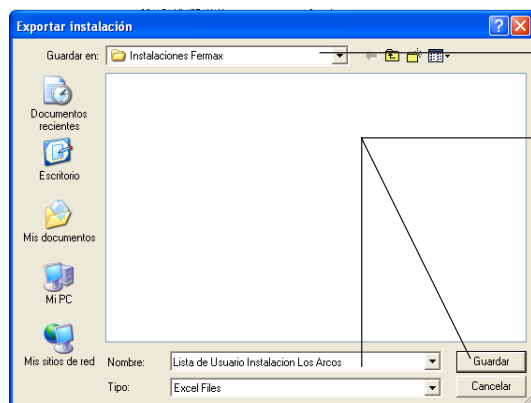 Exportar instalación
Guardar en:
Instalaciones Fermax
Documentos recientes
Escritorio
Mis documentos
Mi PC
Mis sitios de red
Nombre:
Lista de Usuario Instalacion Los Arcos
Guardar
Tipo:
Excel Files
Cancelar